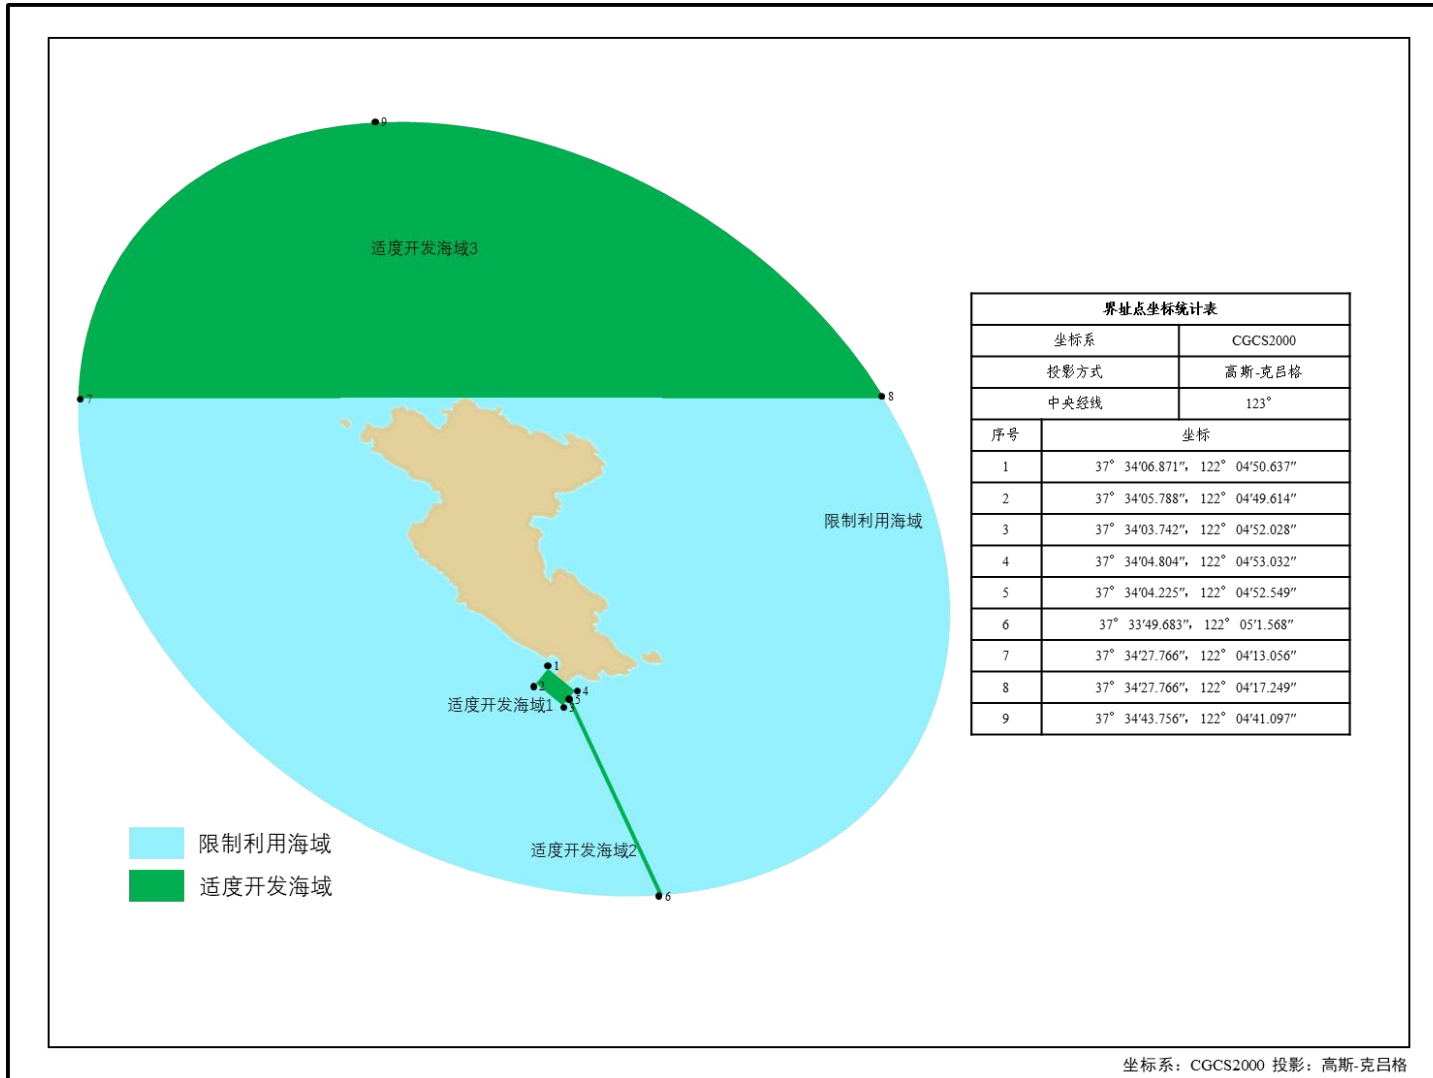 9
适度开发海域3
7
8
限制利用海域
1
2
4
5
3
适度开发海域1
适度开发海域2
6
限制利用海域
适度开发海域
界址点坐标统计表
坐标系 CGCS2000
投影方式 高斯-克吕格
中央经线 123°
序号 坐标
1 37° 34′06.871″， 122° 04′50.637″
2 37° 34′05.788″， 122° 04′49.614″
3 37° 34′03.742″， 122° 04′52.028″
4 37° 34′04.804″， 122° 04′53.032″
5 37° 34′04.225″， 122° 04′52.549″
6 37° 33′49.683″， 122° 05′1.568″
7 37° 34′27.766″， 122° 04′13.056″
8 37° 34′27.766″， 122° 04′17.249″
9 37° 34′43.756″， 122° 04′41.097″
坐标系：CGCS2000 投影：高斯-克吕格